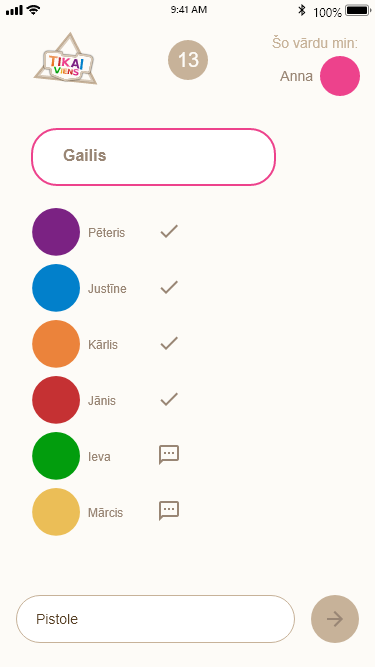 9:41 AM
100%
TIKAI
VIENS
13
Šo vārdu min:
Anna
Gailis
Pēteris
Justīne
Kārlis
Jānis
Ieva
Mārcis
Pistole